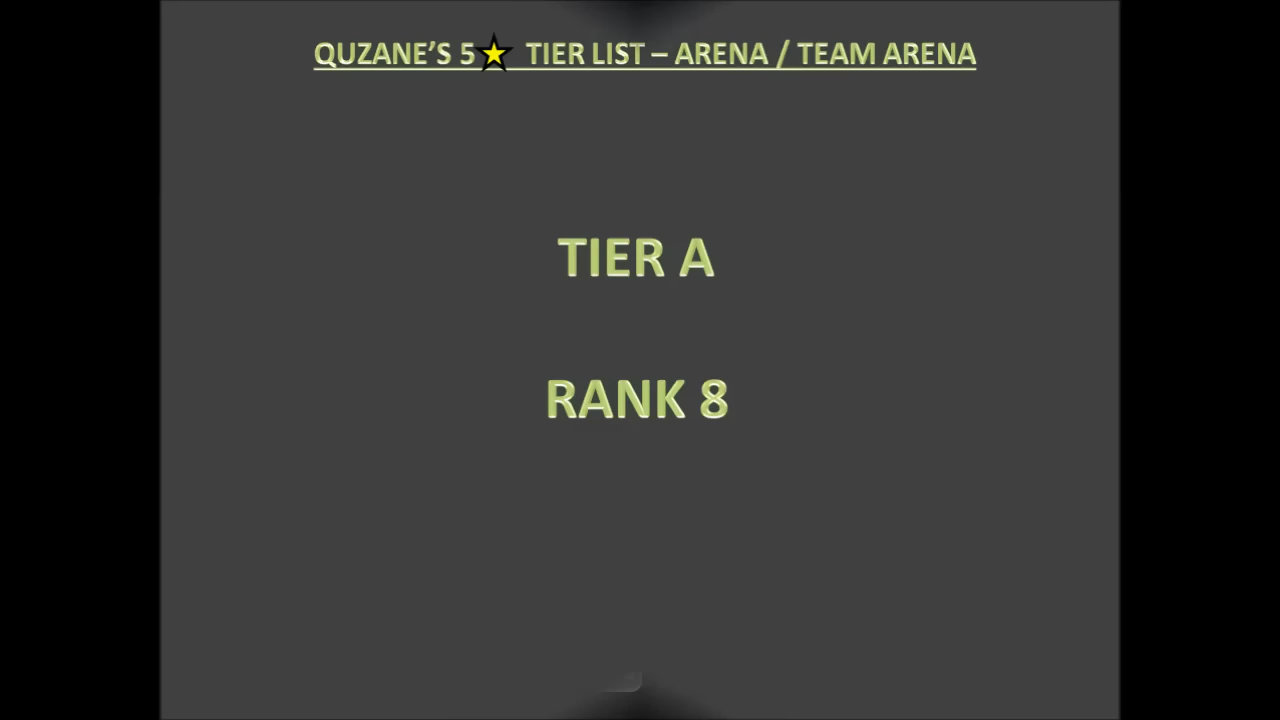 QUZANE’S 5 TIER LIST – ARENA / TEAM ARENA
TIER A
RANK 8